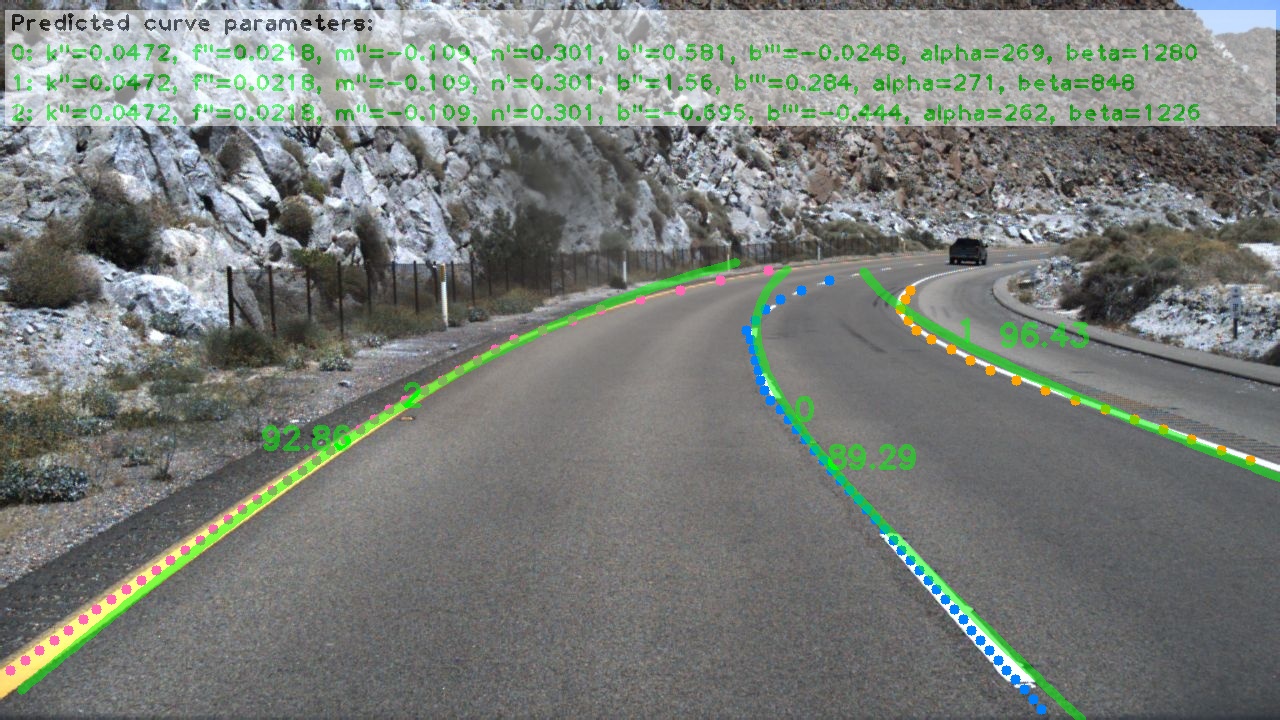 Predicted curve parameters:
0: k"=0.0472, f"=0.0218, m"=-0.109, n'=0.301, b"=0.581, b'''=-0.0248, alpha=269, beta=1280
1: k"=0.0472, f"=0.0218, m"=-0.109, n'=0.301, b"=1.56, b'''=0.284, alpha=271, beta=848
2: k"=0.0472, f"=0.0218, m"=-0.109, n'=0.301, b"=-0.695, b'''=-0.444, alpha=262, beta=1226
1 96.43
2
0
92.86
89.29